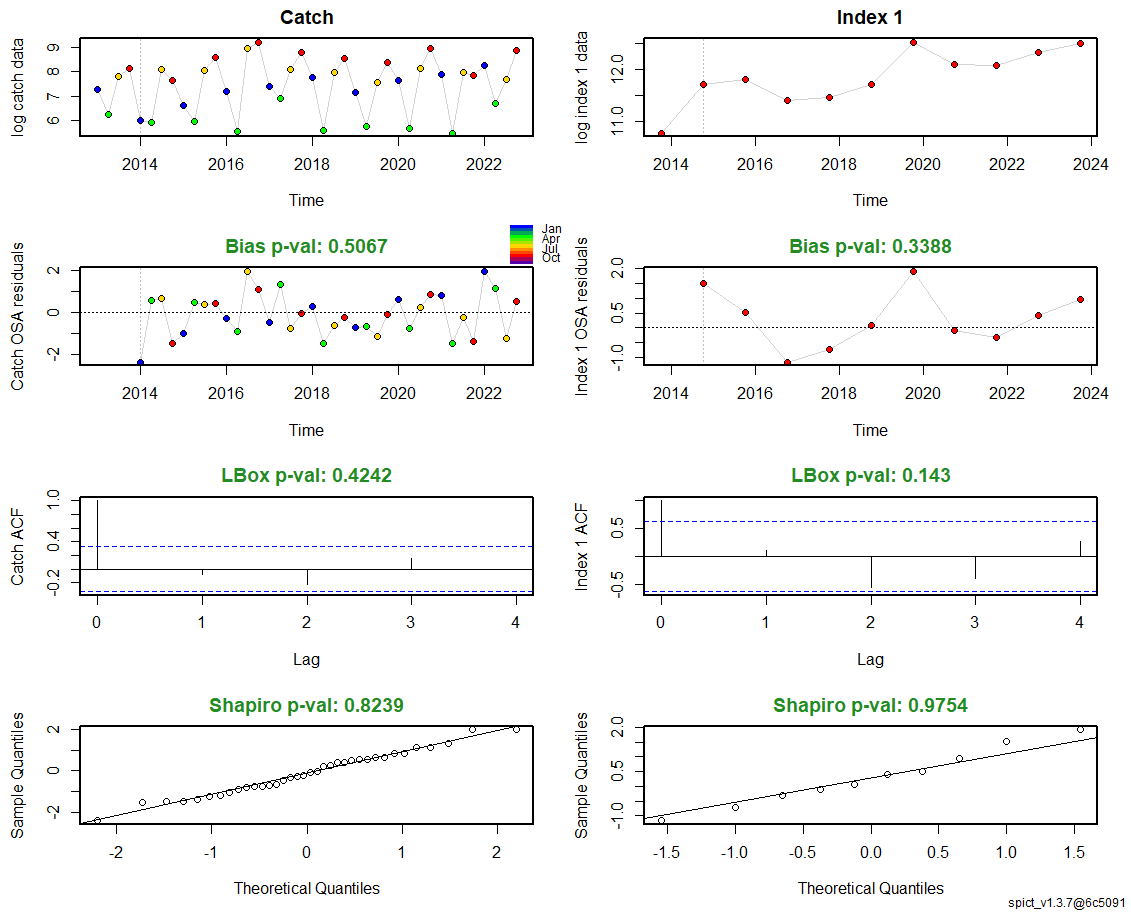 Catch
log catch data
6 7 8 9
2014 2016 2018 2020 2022
Time
Index 1
log index 1 data
11.0 12.0
2014 2016 2018 2020 2022 2024
Time
Bias p-val: 0.5067
Jan
Apr
Jul
Oct
Catch OSA residuals
-2 0 2
2014 2016 2018 2020 2022
Time
Bias p-val: 0.3388
Index 1 OSA residuals
-1.0 0.5 2.0
2014 2016 2018 2020 2022 2024
Time
LBox p-val: 0.4242
Catch ACF
-0.2 0.4 1.0
0 1 2 3 4
Lag
LBox p-val: 0.143
Index 1 ACF
-0.5 0.5
0 1 2 3 4
Lag
Shapiro p-val: 0.8239
Sample Quantiles
-2 0 2
-2 -1 0 1 2
Theoretical Quantiles
Shapiro p-val: 0.9754
Sample Quantiles
-1.0 0.5 2.0
-1.5 -1.0 -0.5 0.0 0.5 1.0 1.5
Theoretical Quantiles
spict_v1.3.7@6c5091